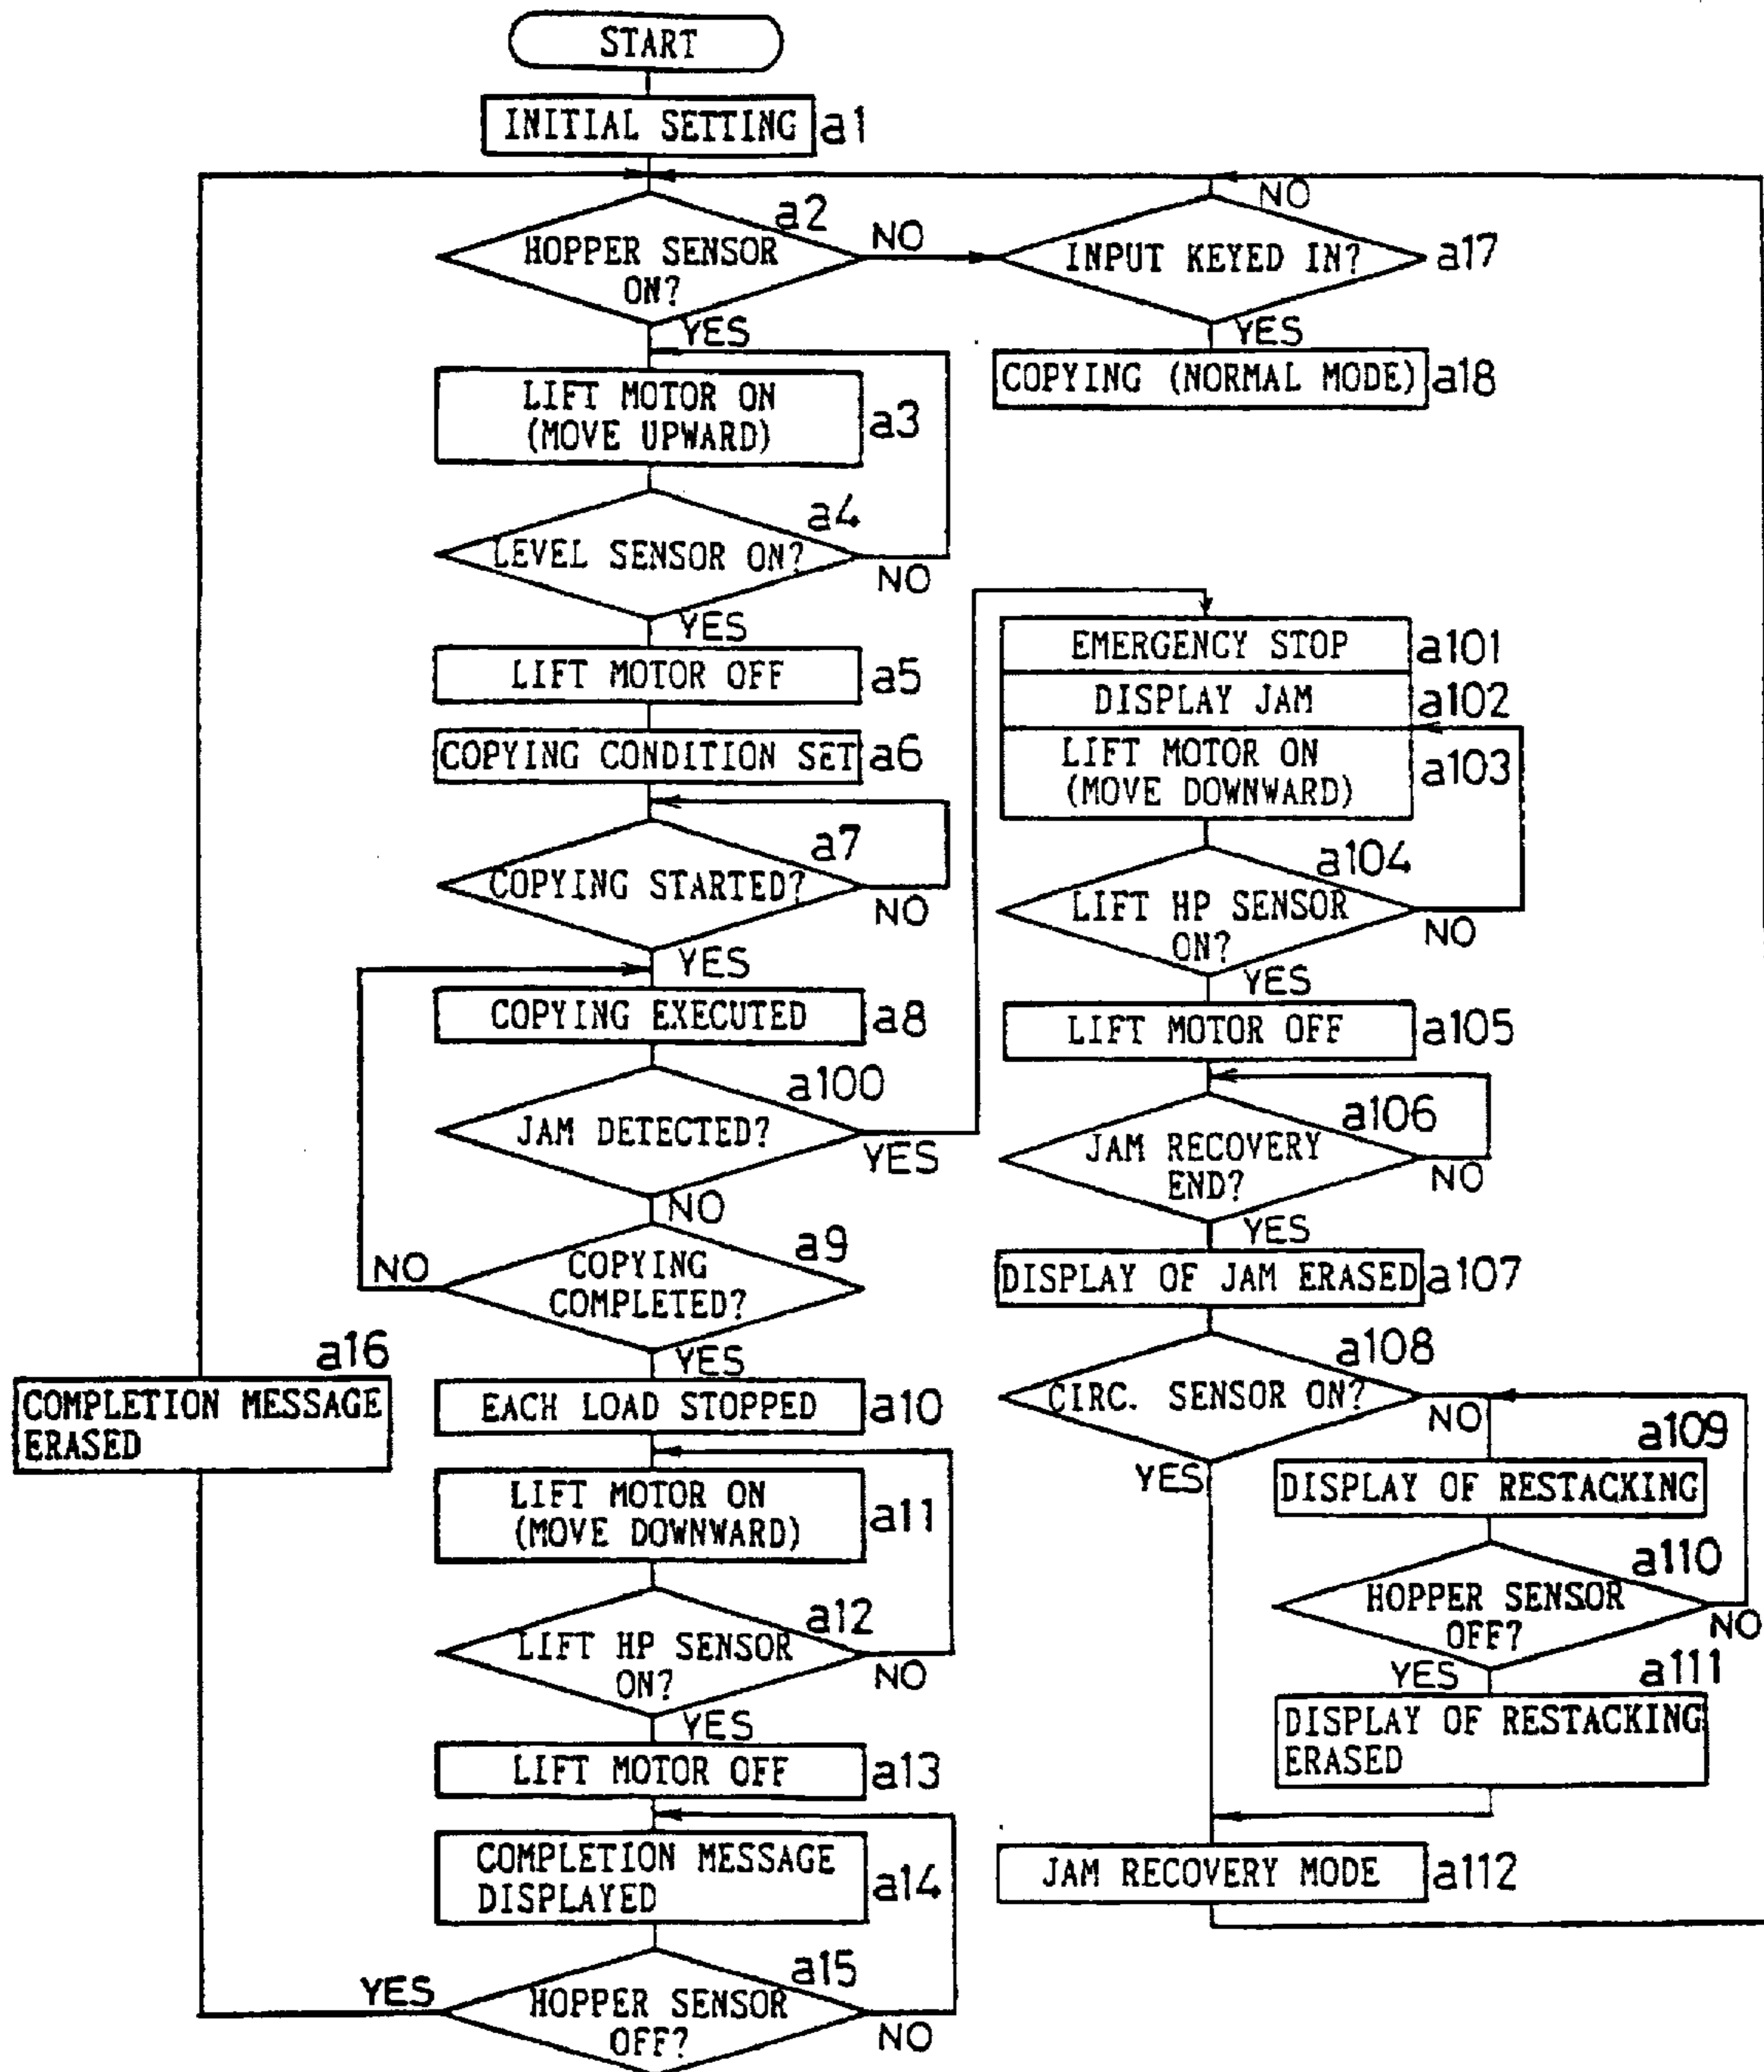 START
INITIAL SETTING a1
a2
HOPPER SENSOR
ON?
NO
YES
LIFT MOTOR ON
(MOVE UPWARD)
a3
a4
LEVEL SENSOR ON?
NO
YES
LIFT MOTOR OFF a5
COPYING CONDITION SET a6
a7
COPYING STARTED?
NO
YES
COPYING EXECUTED a8
a100
JAM DETECTED?
YES
NO
a9
COPYING
COMPLETED?
NO
YES
EACH LOAD STOPPED a10
LIFT MOTOR ON
(MOVE DOWNWARD)
a11
a12
LIFT HP SENSOR
ON?
NO
YES
LIFT MOTOR OFF a13
COMPLETION MESSAGE
DISPLAYED
a14
a15
HOPPER SENSOR
OFF?
NO
YES
a16
COMPLETION MESSAGE
ERASED
NO
INPUT KEYED IN? a17
YES
COPYING (NORMAL MODE) a18
EMERGENCY STOP a101
DISPLAY JAM a102
LIFT MOTOR ON
(MOVE DOWNWARD)
a103
a104
LIFT HP SENSOR
ON?
NO
YES
LIFT MOTOR OFF a105
a106
JAM RECOVERY
END?
NO
YES
DISPLAY OF JAM ERASED a107
a108
CIRC. SENSOR ON?
NO
YES
a109
DISPLAY OF RESTACKING
a110
HOPPER SENSOR
OFF?
NO
YES
a111
DISPLAY OF RESTACKING
ERASED
JAM RECOVERY MODE a112